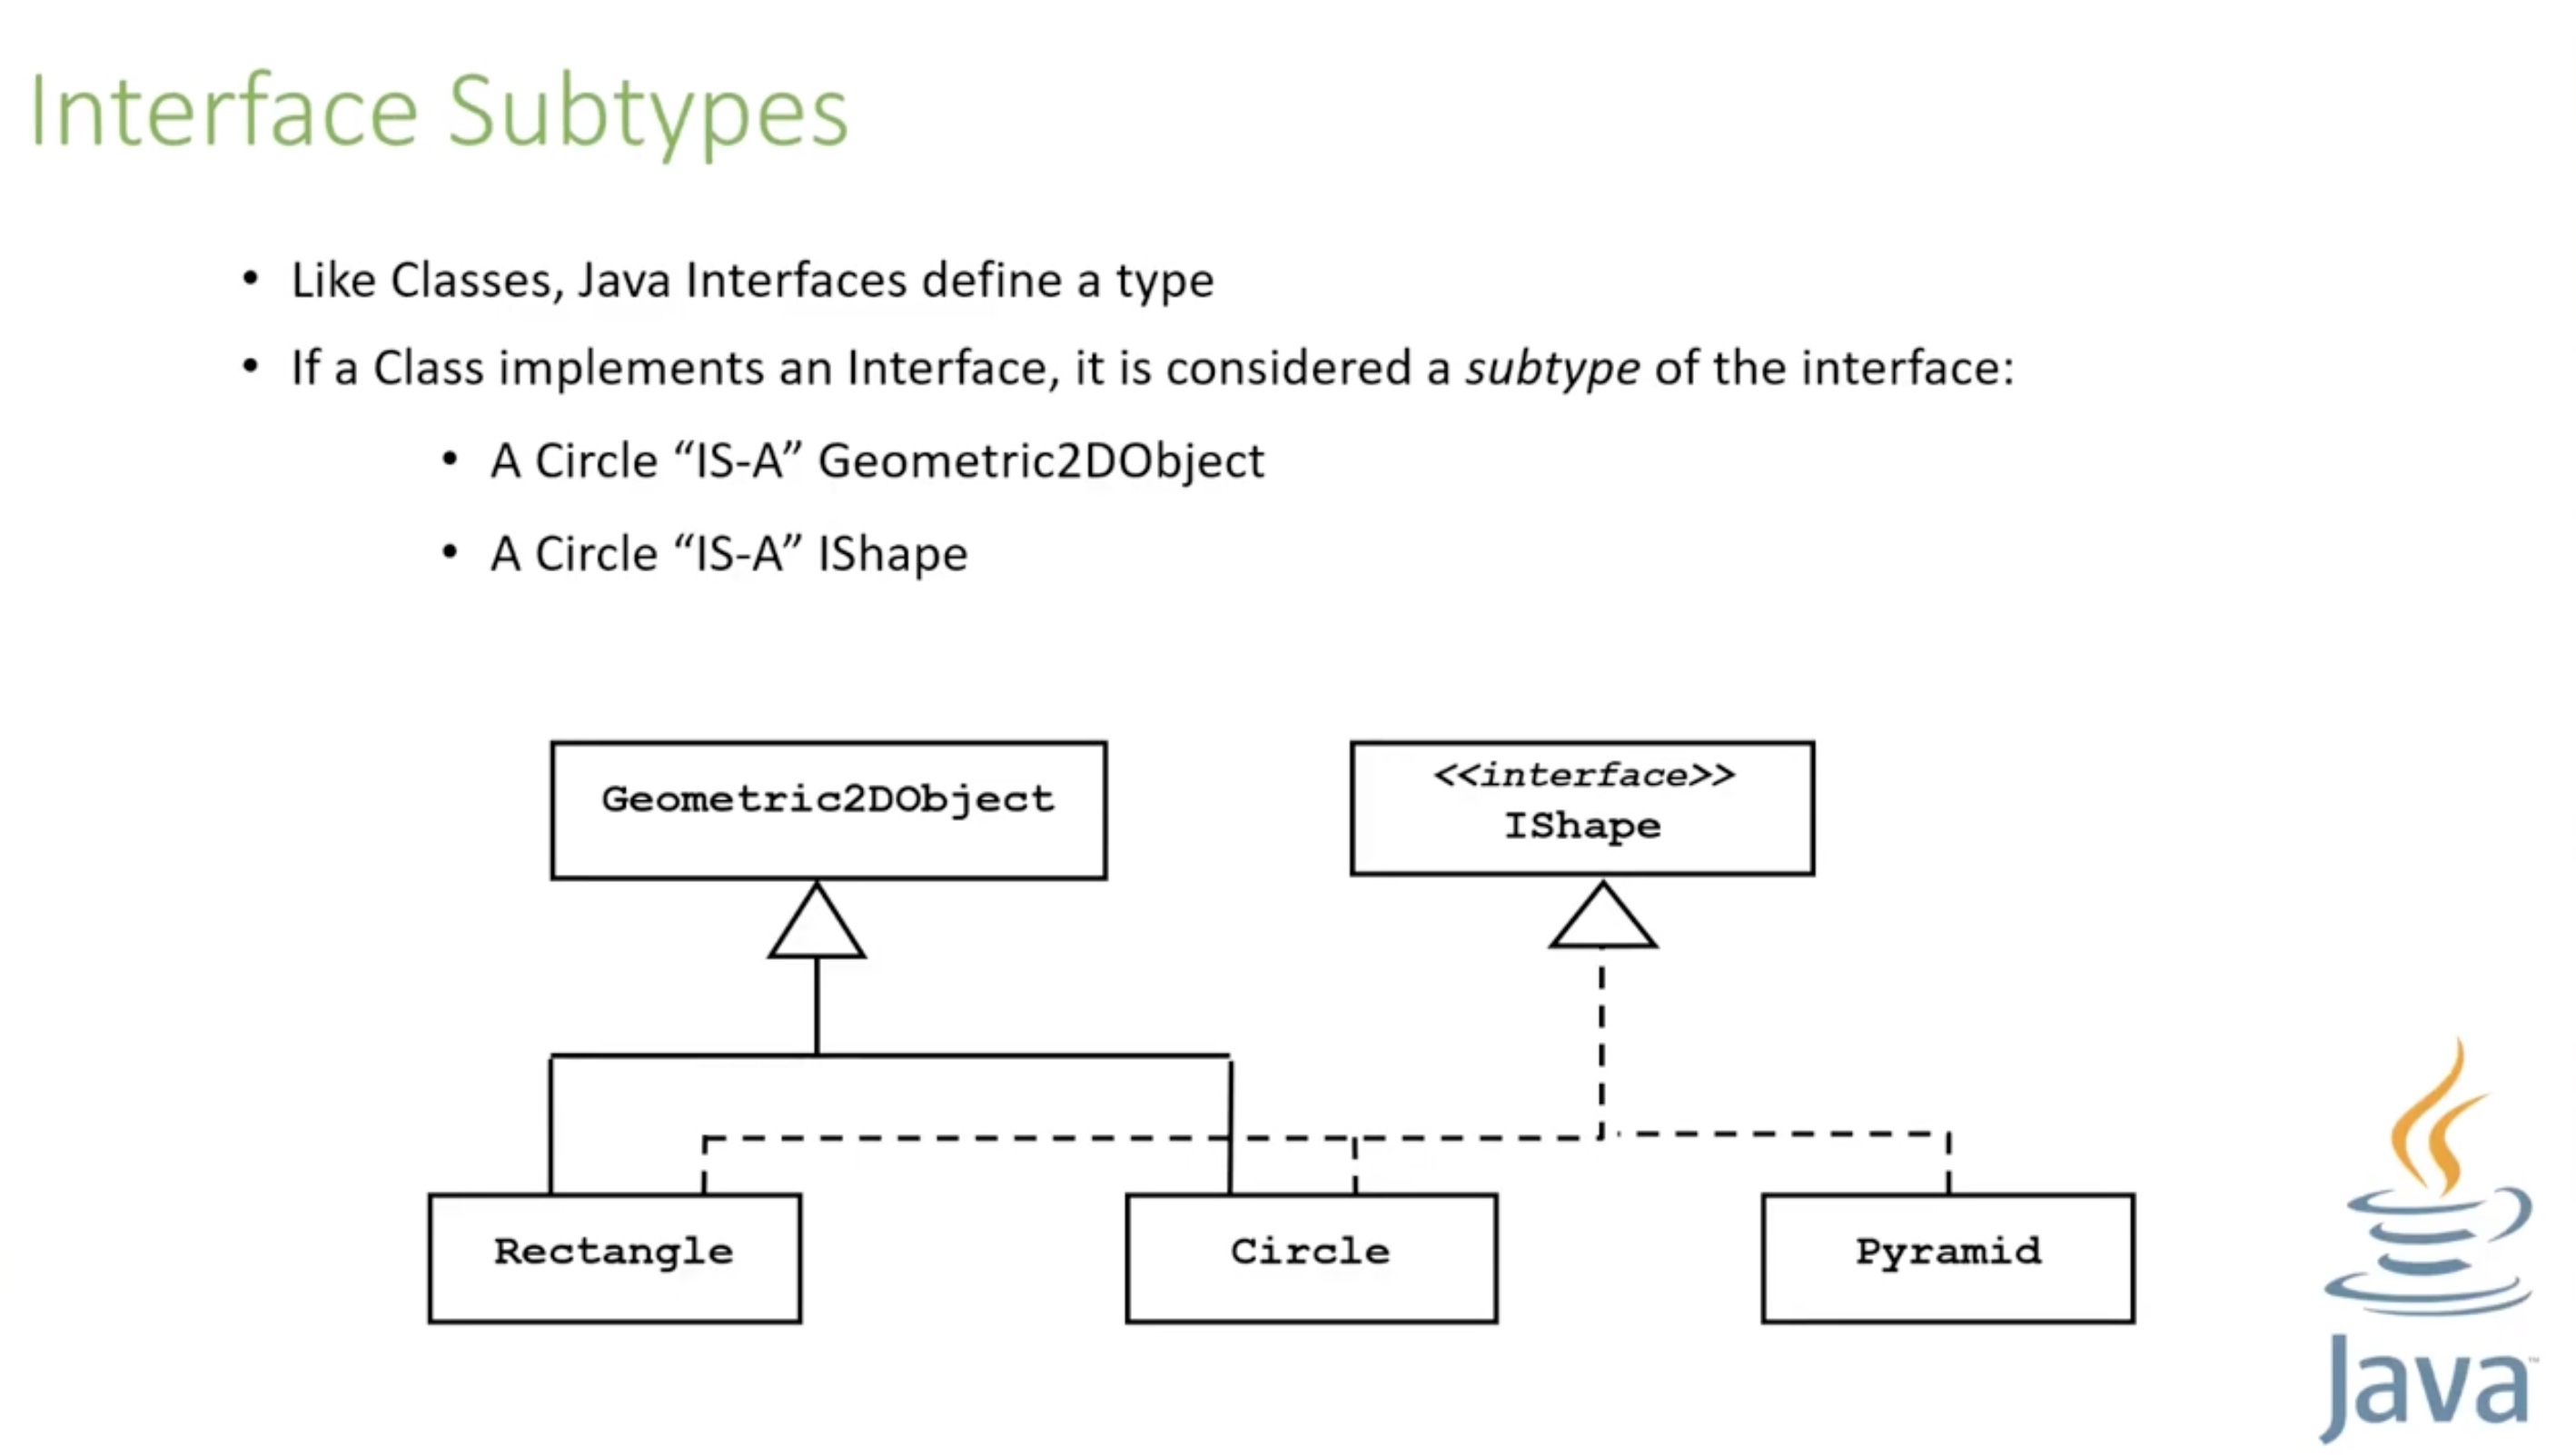 Interface Subtypes
• Like Classes, Java Interfaces define a type
• If a Class implements an Interface, it is considered a subtype of the interface:
• A Circle “IS-A” Geometric2DObject
• A Circle “IS-A” IShape
Geometric2DObject
<<interface>>
IShape
Rectangle
Circle
Pyramid
Java™